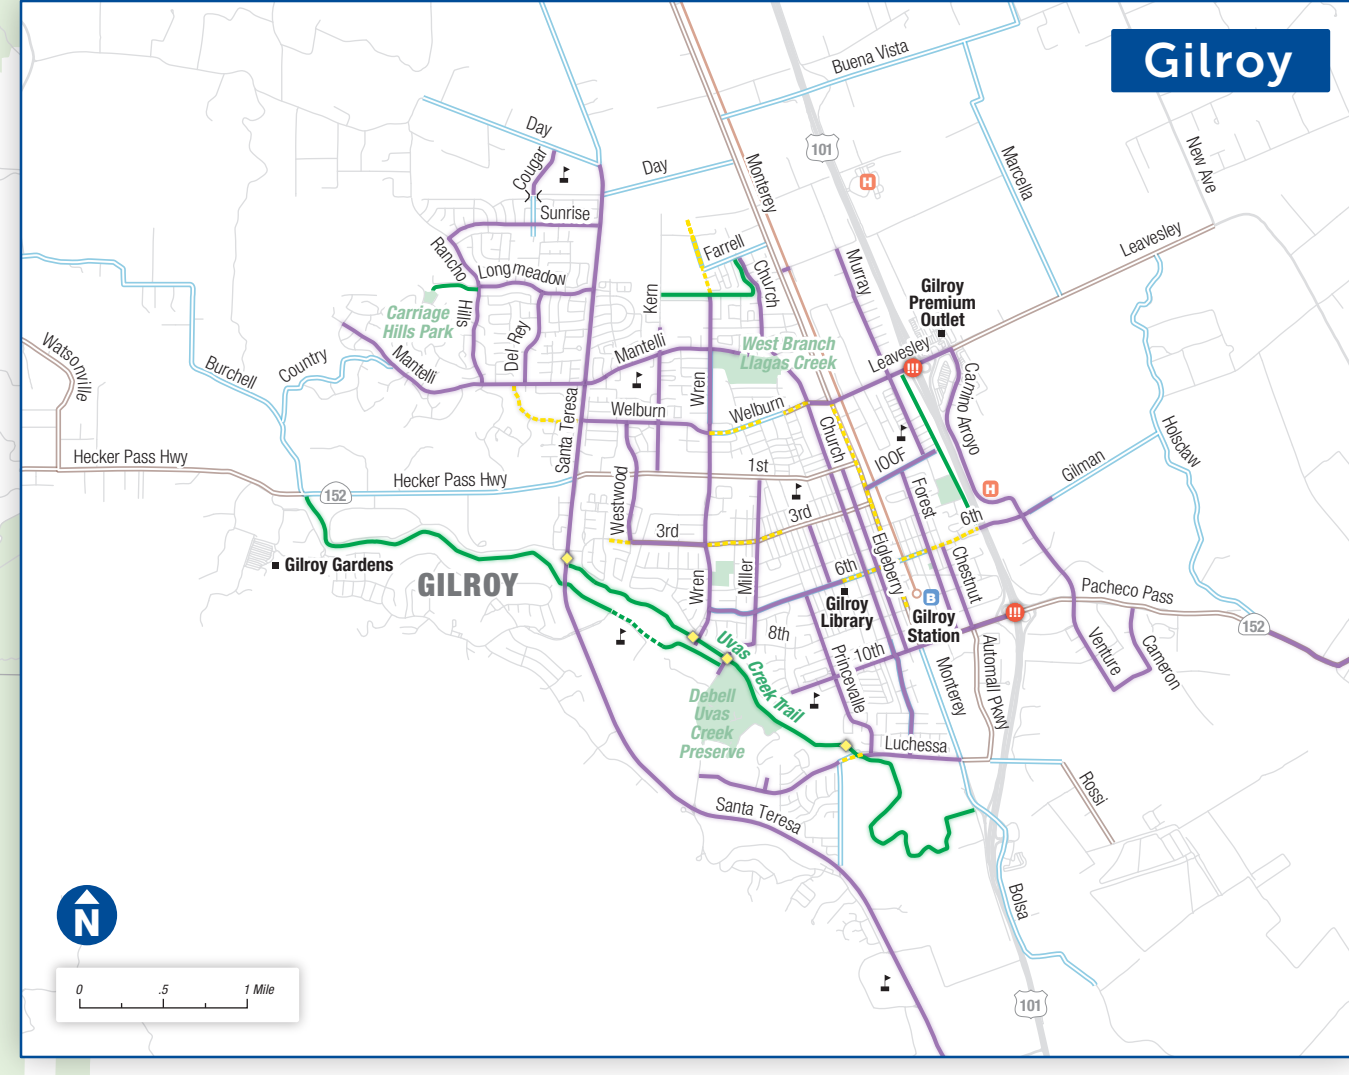 Gilroy
Buena Vista
101
Day
Day
Cougar
Monterey
H
Marcella
New Ave
Sunrise
Rancho
Hills
Longmeadow
Farrell
Church
Murray
Leavesley
Kern
Gilroy
Premium
Outlet
Carriage
Hills Park
Del Rey
Mantelli
Mantelli
West Branch
Llagas Creek
Leavesley
!!!
Watsonville
Burchell
Country
Wren
Camino Arroyo
Santa Teresa
Welburn
Welburn
Church
Holsclaw
Hecker Pass Hwy
152
Hecker Pass Hwy
1st
IOOF
Gilman
H
Westwood
3rd
3rd
Forest
6th
Eigleberry
Gilroy Gardens
GILROY
Wren
Miller
6th
Chestnut
Gilroy
Library
B
Gilroy
Station
!!!
Pacheco Pass
152
8th
10th
Uvas Creek Trail
Princevalle
Monterey
Automall Pkwy
Venture
Cameron
Debell
Uvas
Creek
Preserve
Luchessa
Rossi
Santa Teresa
Bolsa
101
N
0 .5 1 Mile